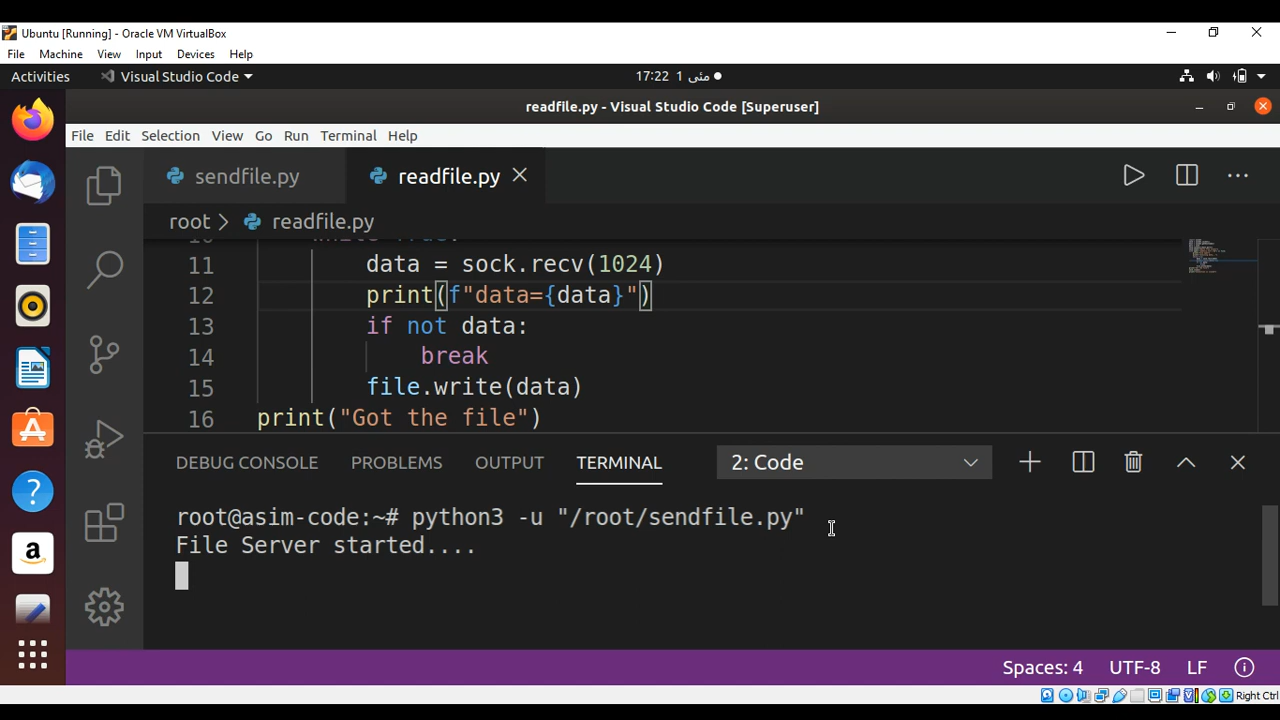 Ubuntu [Running] - Oracle VM VirtualBox
File Machine View Input Devices Help
Activities Visual Studio Code 17:22 1 مئی
readfile.py - Visual Studio Code [Superuser]
File Edit Selection View Go Run Terminal Help
sendfile.py readfile.py
root > readfile.py
10 while True:
11 data = sock.recv(1024)
12 print(f"data={data}")
13 if not data:
14 break
15 file.write(data)
16 print("Got the file")
DEBUG CONSOLE PROBLEMS OUTPUT TERMINAL 2: Code
root@asim-code:~# python3 -u "/root/sendfile.py"
File Server started....
Spaces: 4 UTF-8 LF
Right Ctrl